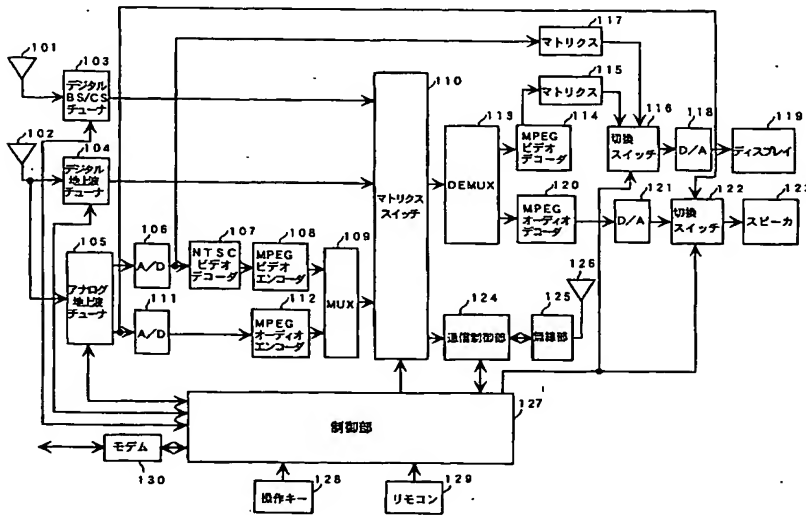 101
102
103
デジタル
BS/CS
チューナ
104
デジタル
地上波
チューナ
105
アナログ
地上波
チューナ
106
A/D
107
NTSC
ビデオ
デコーダ
108
MPEG
ビデオ
エンコーダ
109
MUX
111
A/D
112
MPEG
オーディオ
エンコーダ
110
マトリクス
スイッチ
113
DEMUX
114
MPEG
ビデオ
デコーダ
115
マトリクス
117
マトリクス
116
切換
スイッチ
118
D/A
119
ディスプレイ
120
MPEG
オーディオ
デコーダ
121
D/A
122
切換
スイッチ
123
スピーカ
124
通信制御部
125
無線部
126
127
制御部
128
操作キー
129
リモコン
130
モデム